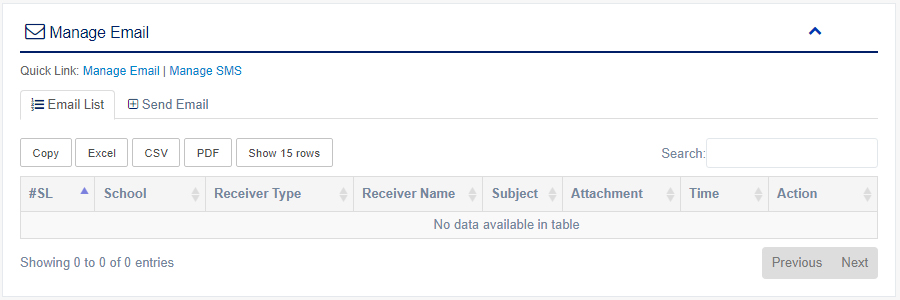 Manage Email
Quick Link: Manage Email | Manage SMS
Email List Send Email
Copy Excel CSV PDF Show 15 rows Search:
#SL School Receiver Type Receiver Name Subject Attachment Time Action
No data available in table
Showing 0 to 0 of 0 entries Previous Next